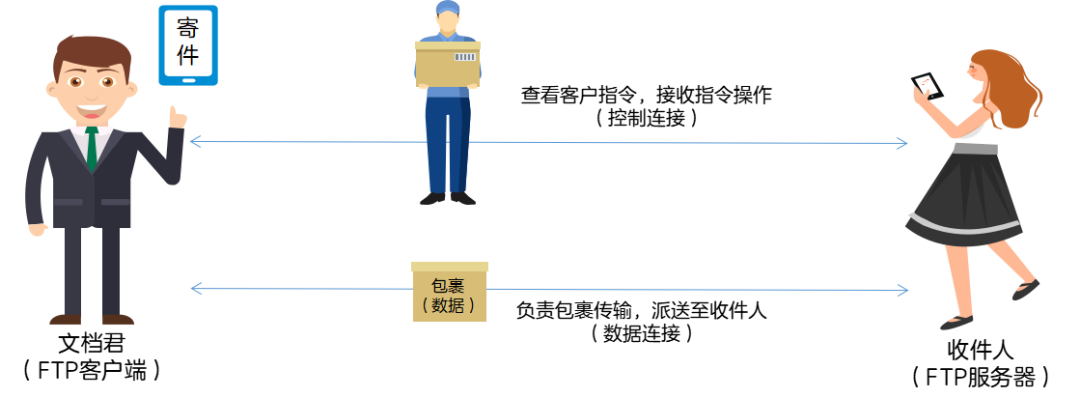 寄
件
查看客户指令，接收指令操作
（控制连接）
包裹
（数据）
负责包裹传输，派送至收件人
（数据连接）
文档君
（FTP客户端）
收件人
（FTP服务器）